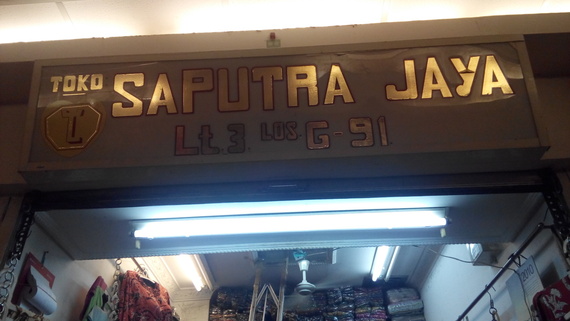 TOKO SAPUTRA JAYA
Lt.3 LOS G-91